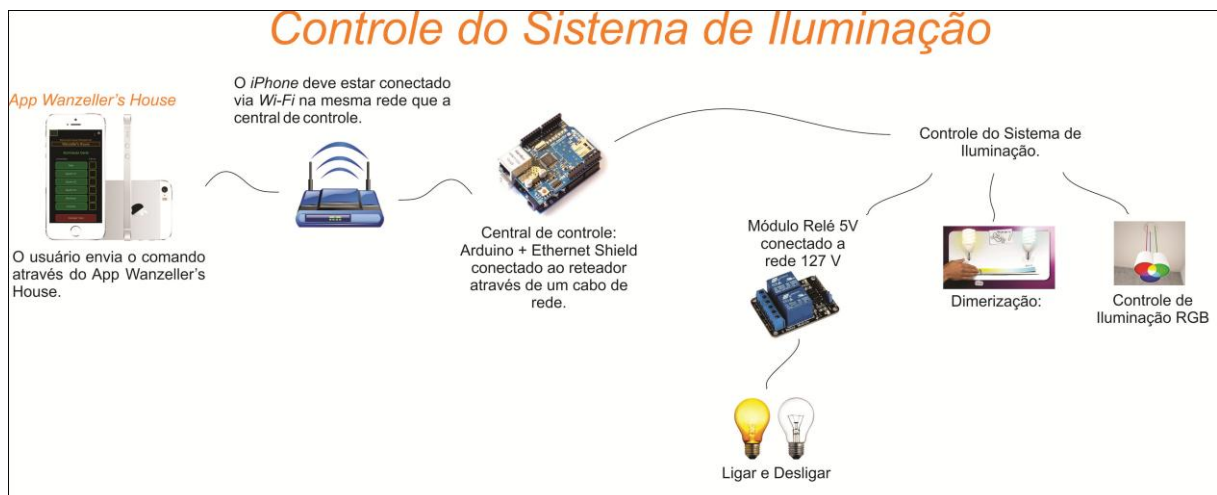 Controle do Sistema de Iluminação
App Wanzeller's House
O usuário envia o comando
através do App Wanzeller's
House.
O iPhone deve estar conectado
via Wi-Fi na mesma rede que a
central de controle.
Central de controle:
Arduino + Ethernet Shield
conectado ao reteador
através de um cabo de
rede.
Controle do Sistema de
Iluminação.
Módulo Relé 5V
conectado a
rede 127 V
Ligar e Desligar
Dimerização:
Controle de
Iluminação RGB